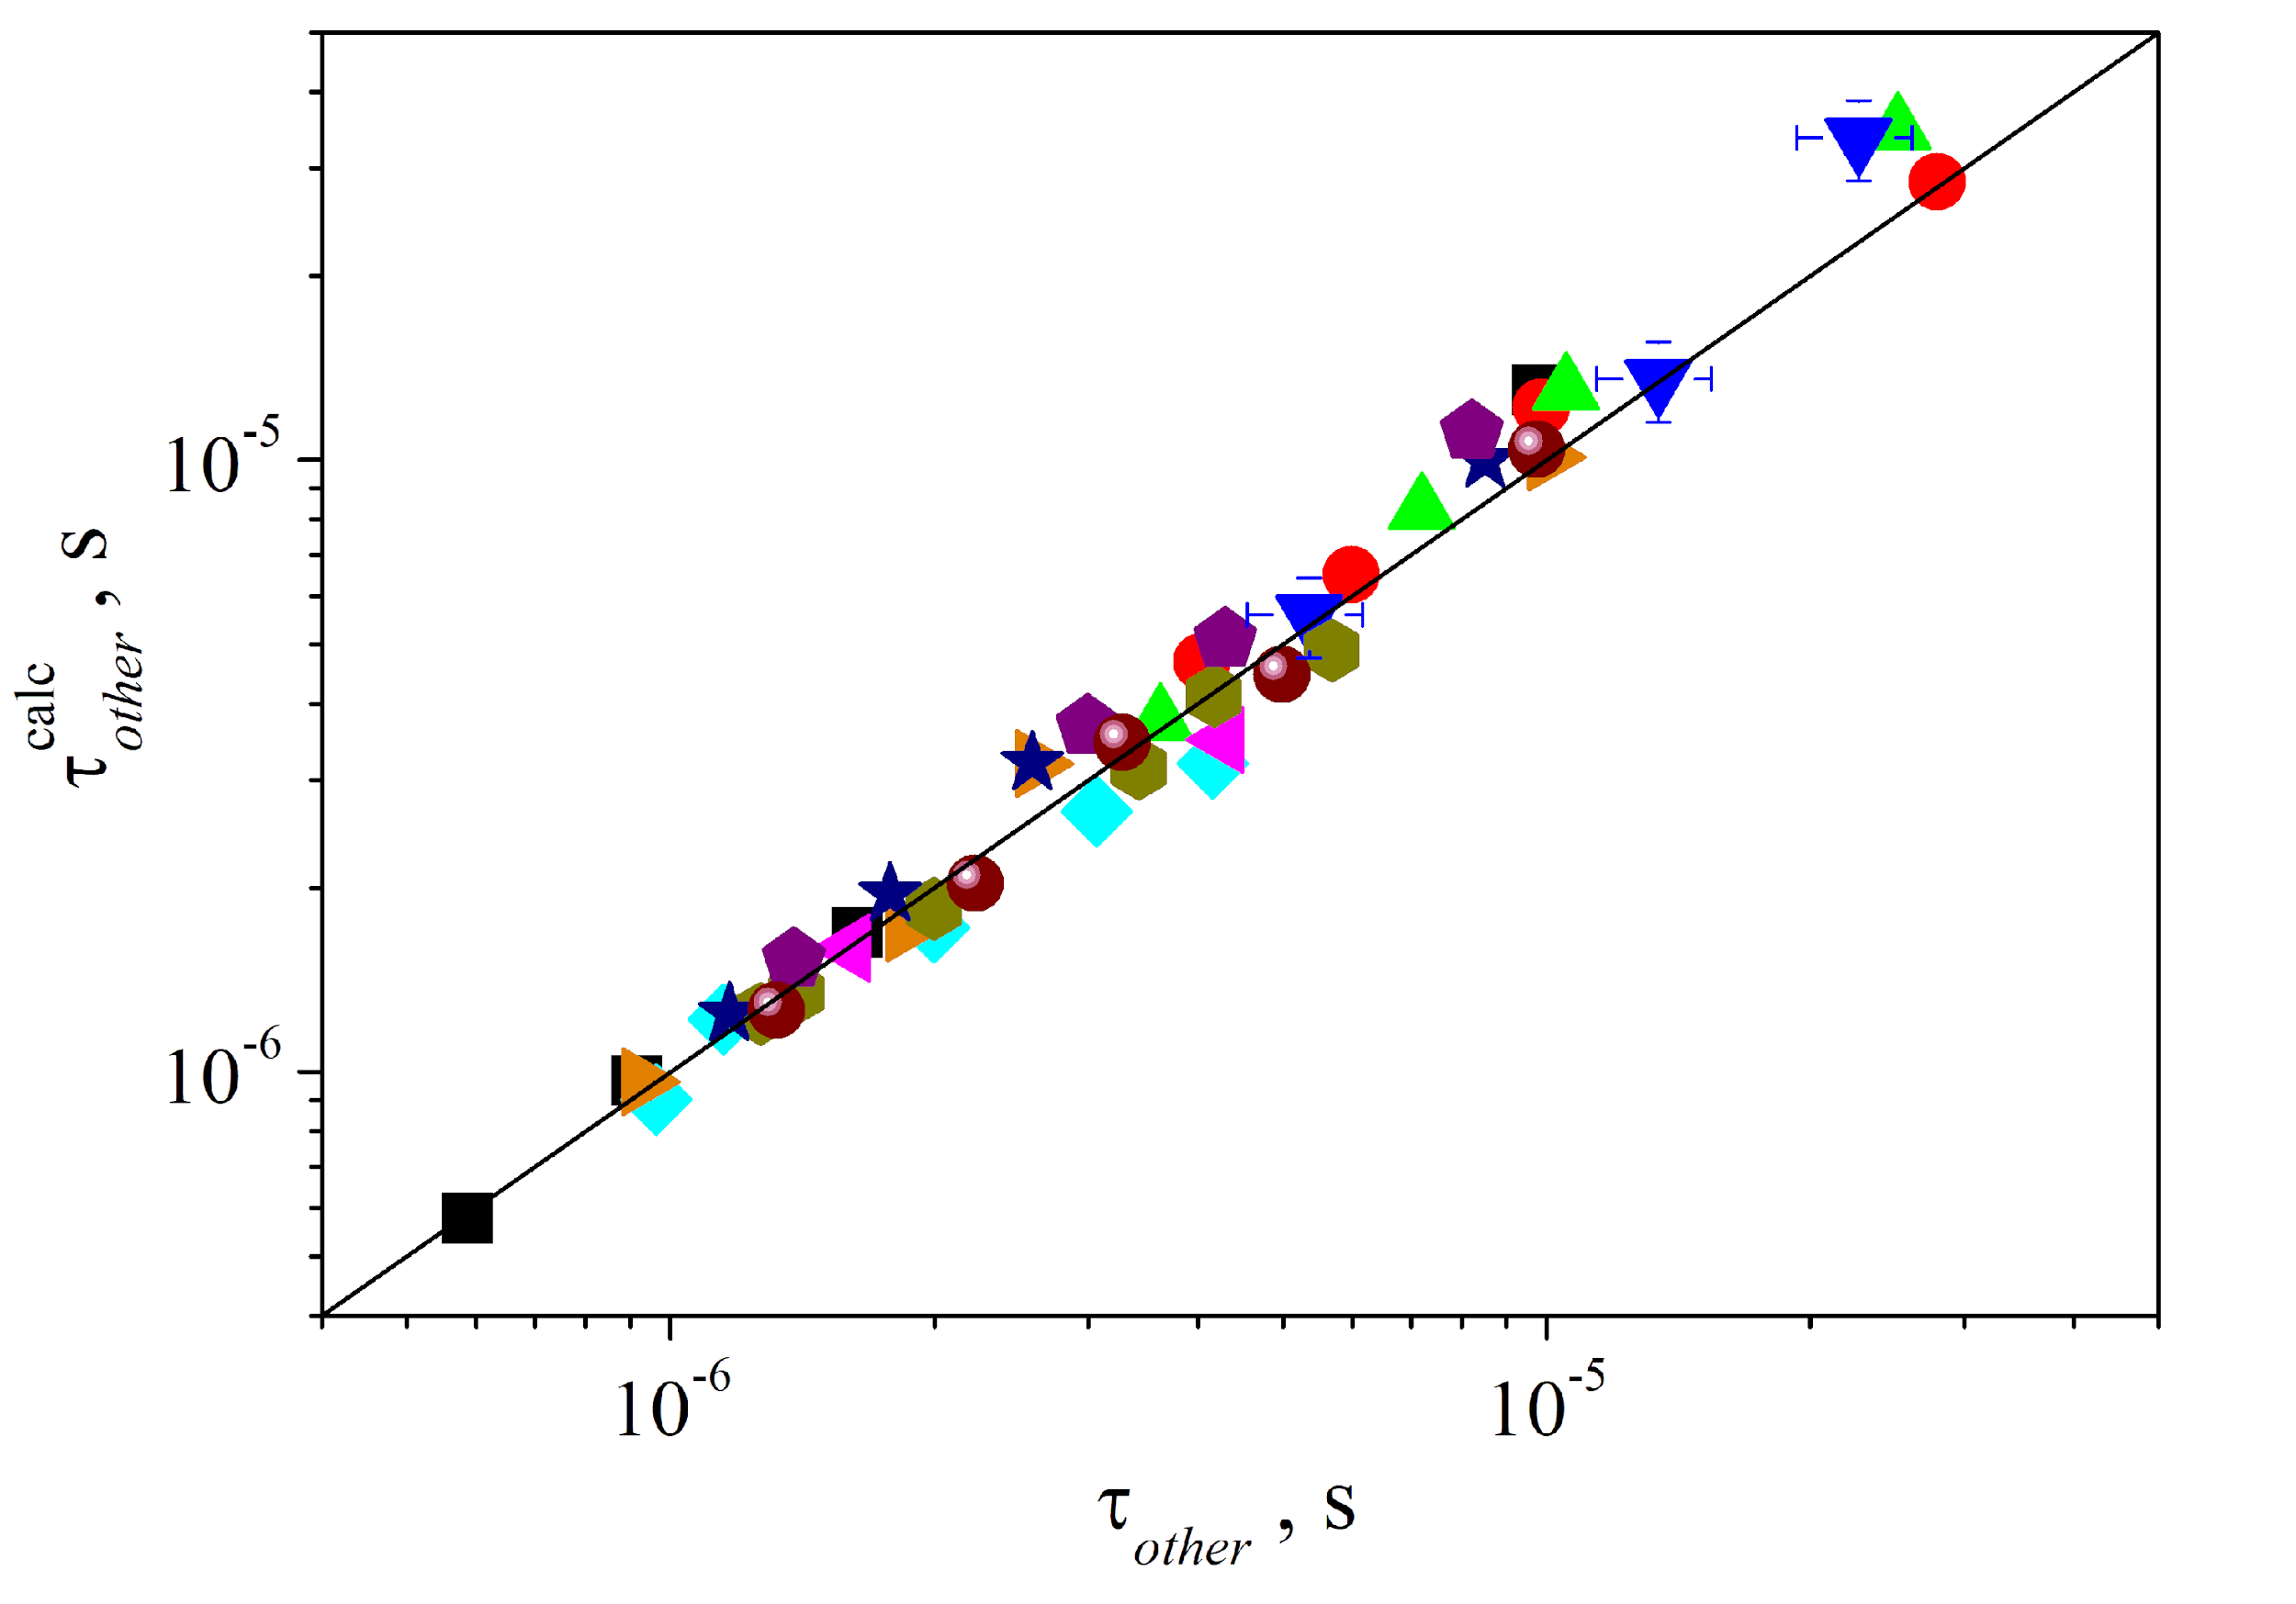 τ_other^calc , s
10^-5
10^-6
10^-6 10^-5
τ_other , s